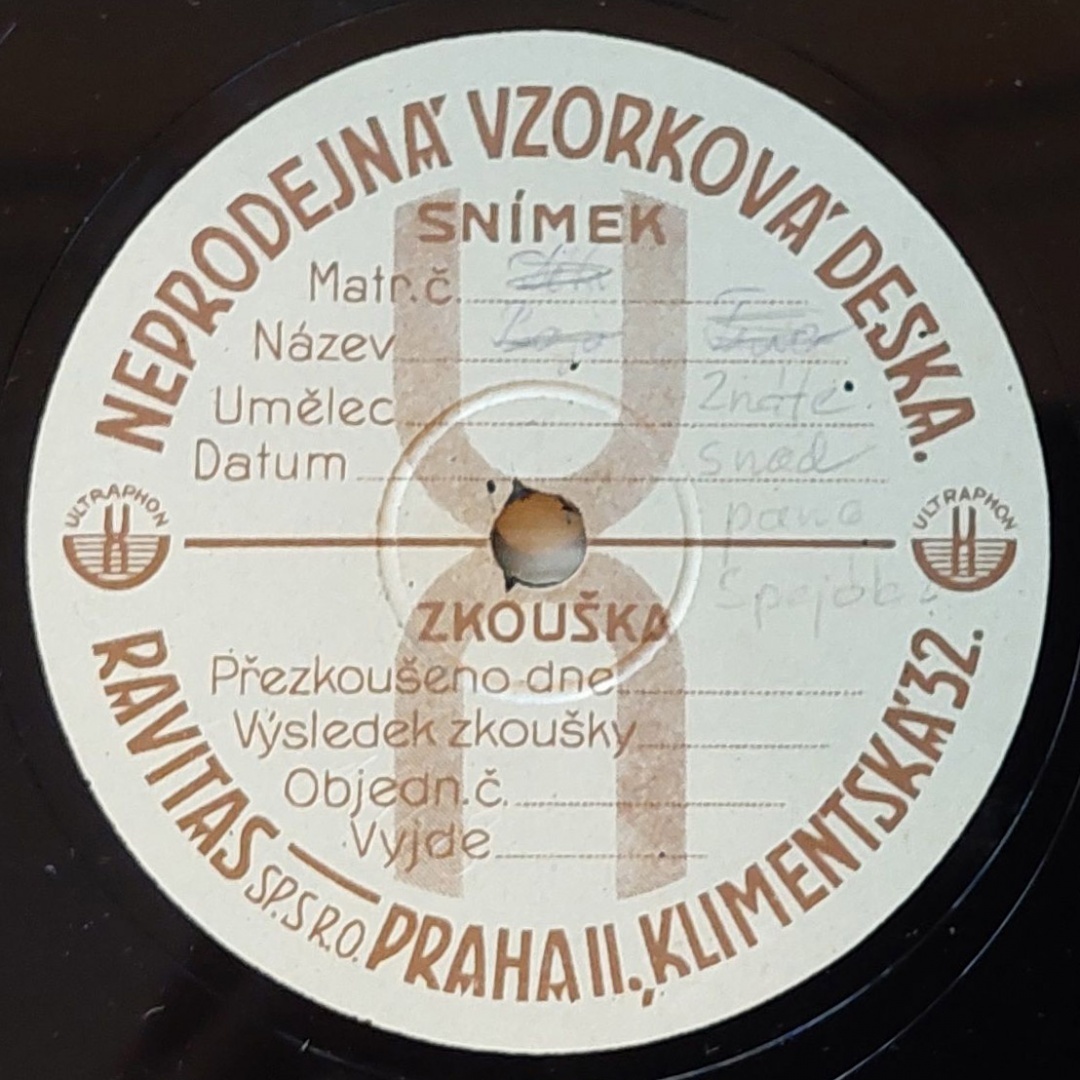 NEPRODEJNÁ VZORKOVÁ DESKA.
SNÍMEK
Matr.č.
Název
Umělec
Znáte
Datum
snad
ULTRAPHON
ULTRAPHON
pana
ZKOUŠKA
Přezkoušeno dne
Výsledek zkoušky
Objedn.č.
Vyjde
RAVITAS SP. S R.O. PRAHA II., KLIMENTSKÁ 32.